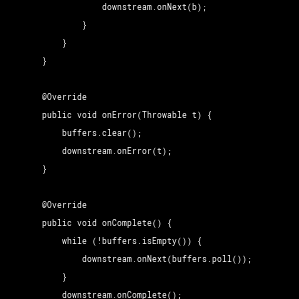 downstream.onNext(b);
                }
            }
        }

        @Override
        public void onError(Throwable t) {
            buffers.clear();
            downstream.onError(t);
        }

        @Override
        public void onComplete() {
            while (!buffers.isEmpty()) {
                downstream.onNext(buffers.poll());
            }
            downstream.onComplete();